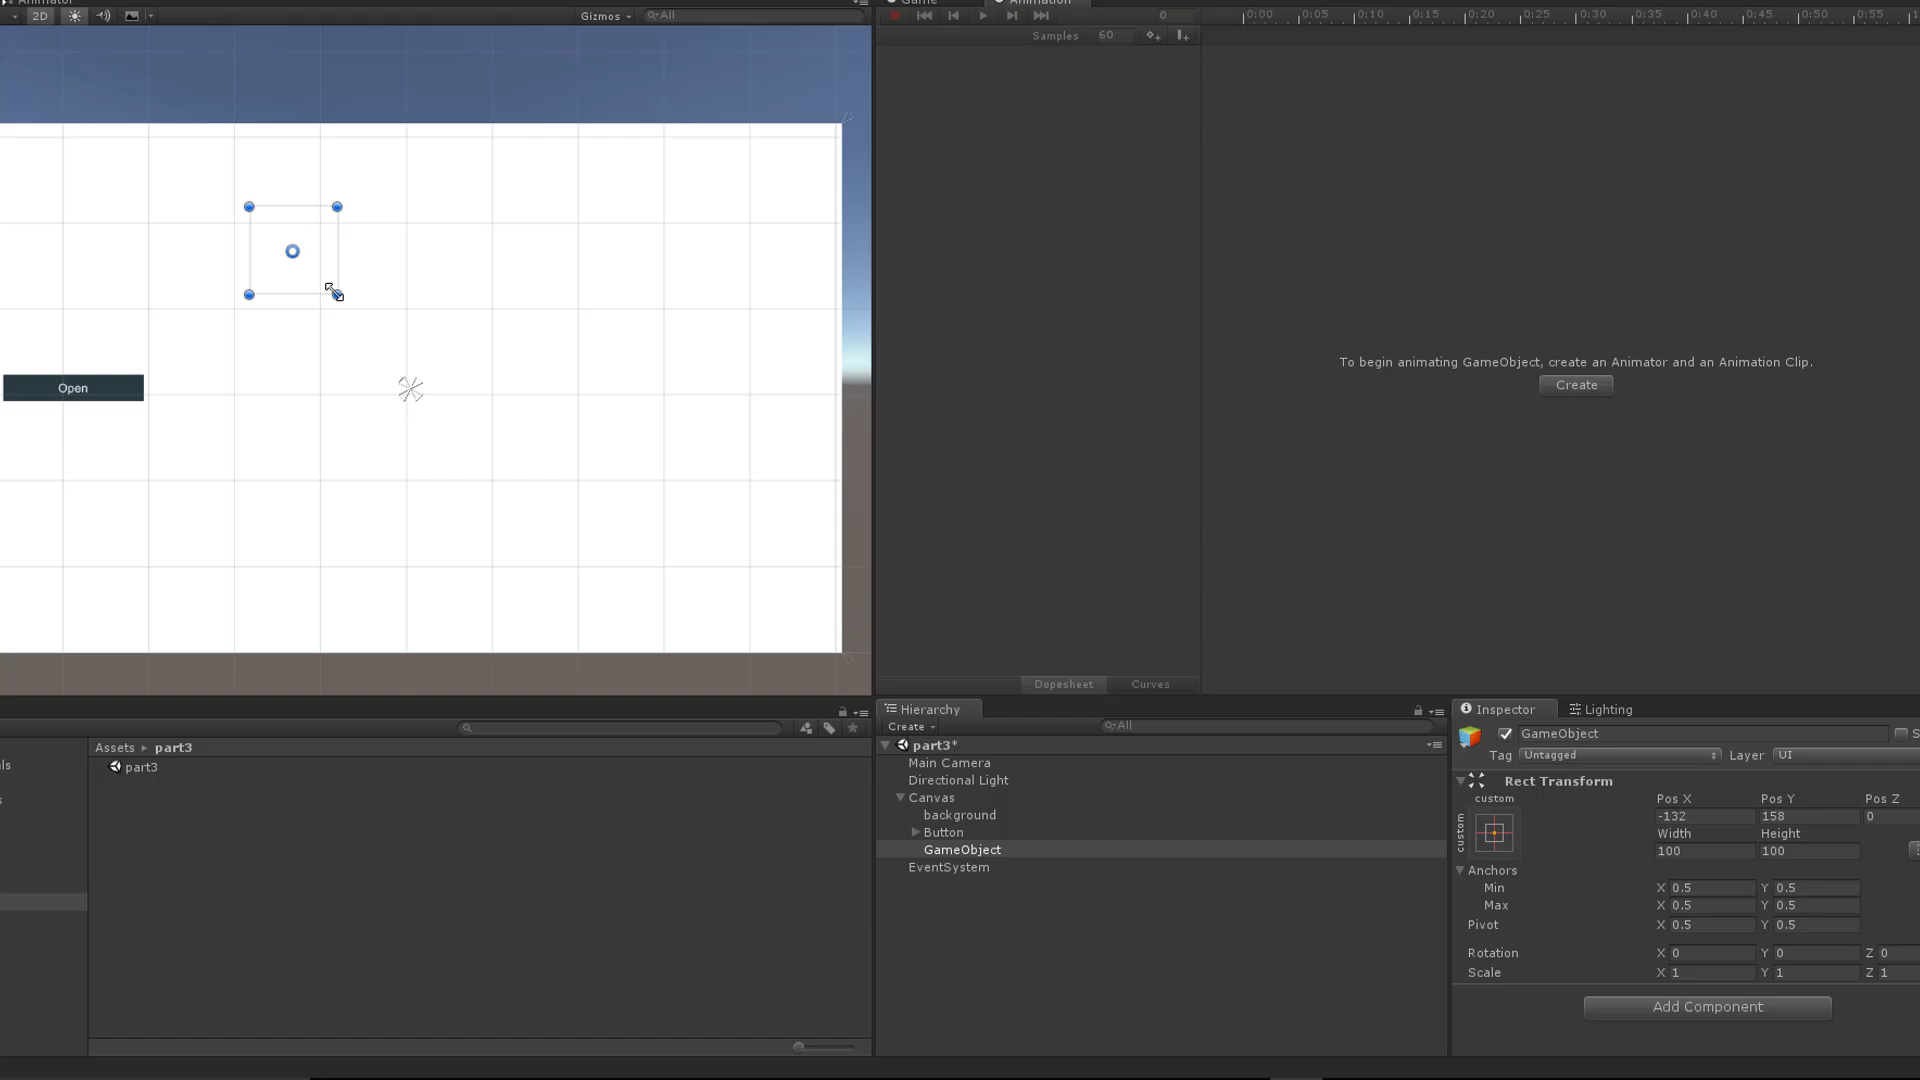 Animator
Game
Animation
2D
Gizmos
All
0
0:00
0:05
0:10
0:15
0:20
0:25
0:30
0:35
0:40
0:45
0:50
0:55
Samples
60
To begin animating GameObject, create an Animator and an Animation Clip.
Create
Open
Dopesheet
Curves
Hierarchy
Create
All
part3*
Main Camera
Directional Light
Canvas
background
Button
GameObject
EventSystem
Assets
part3
part3
Inspector
Lighting
GameObject
Tag Untagged Layer UI
Rect Transform
custom
custom
Pos X Pos Y Pos Z
-132 158 0
Width Height
100 100
Anchors
Min X 0.5 Y 0.5
Max X 0.5 Y 0.5
Pivot X 0.5 Y 0.5
Rotation X 0 Y 0 Z 0
Scale X 1 Y 1 Z 1
Add Component